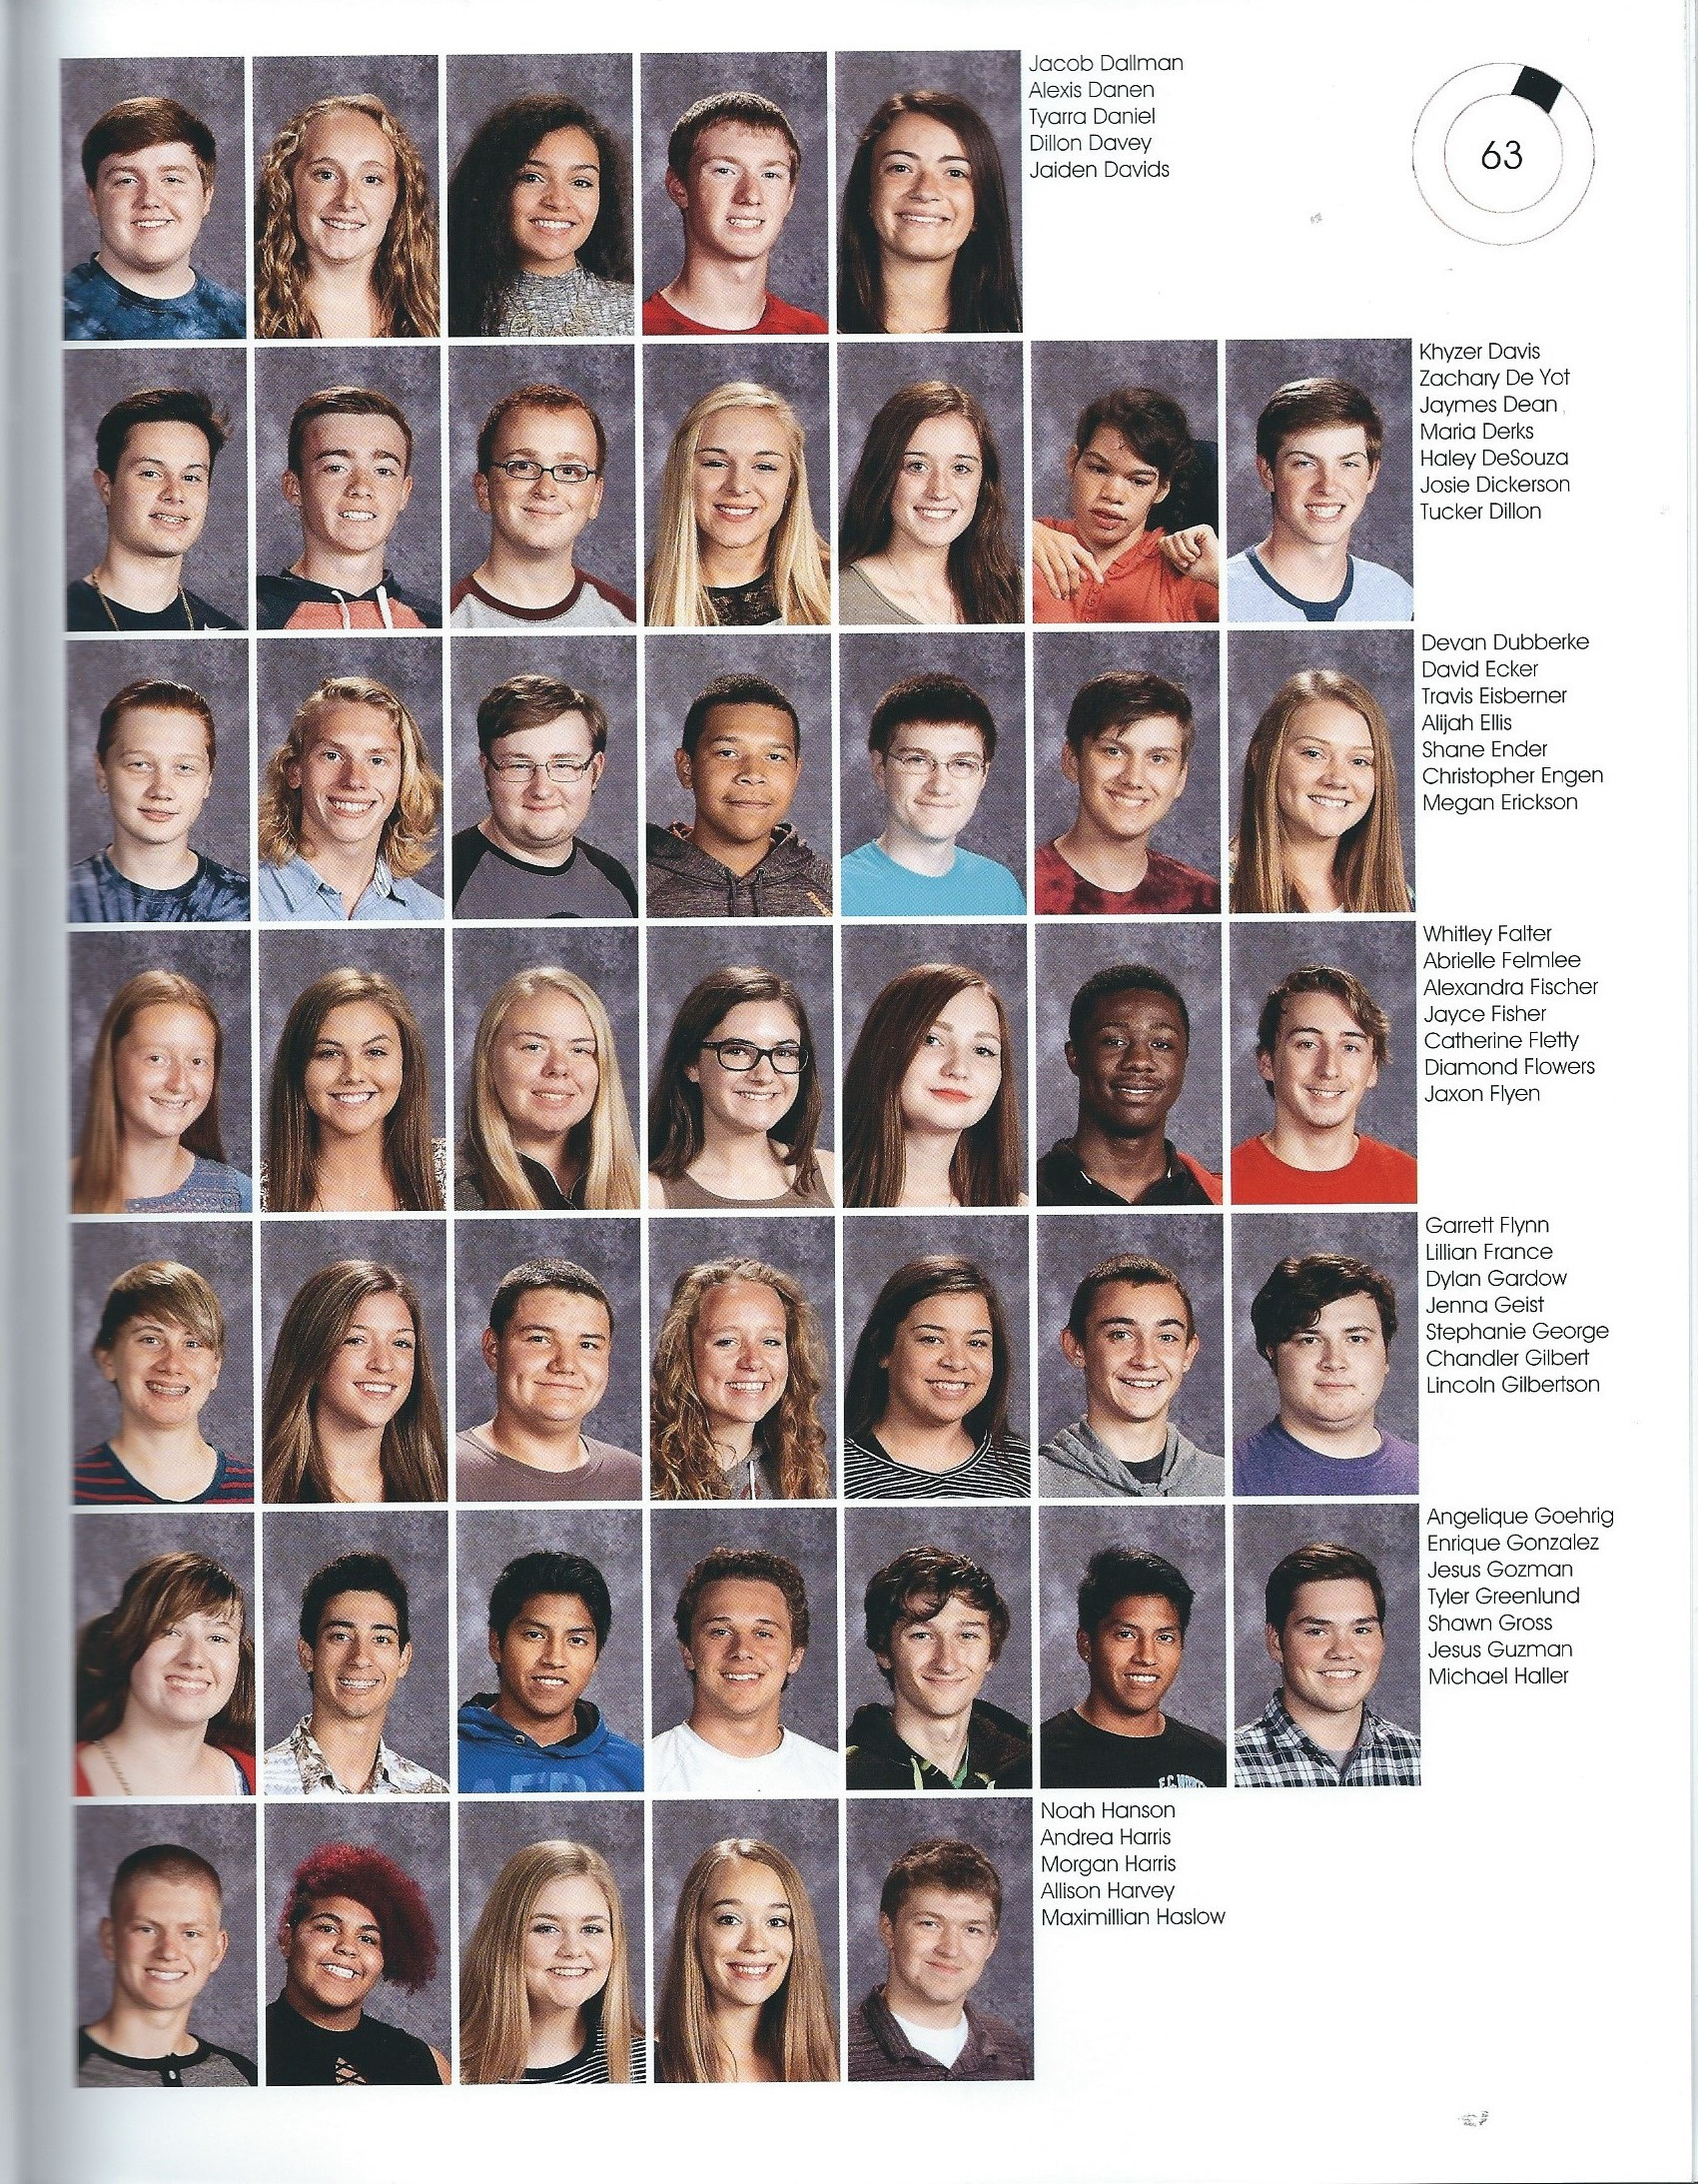 Jacob Dallman
Alexis Danen
Tyarra Daniel
Dillon Davey
Jaiden Davids
63
Khyzer Davis
Zachary De Yot
Jaymes Dean
Maria Derks
Haley DeSouza
Josie Dickerson
Tucker Dillon
Devan Dubberke
David Ecker
Travis Eisberner
Alijah Ellis
Shane Ender
Christopher Engen
Megan Erickson
Whitley Falter
Abrielle Felmlee
Alexandra Fischer
Jayce Fisher
Catherine Fletty
Diamond Flowers
Jaxon Flyen
Garrett Flynn
Lillian France
Dylan Gardow
Jenna Geist
Stephanie George
Chandler Gilbert
Lincoln Gilbertson
Angelique Goehrig
Enrique Gonzalez
Jesus Gozman
Tyler Greenlund
Shawn Gross
Jesus Guzman
Michael Haller
Noah Hanson
Andrea Harris
Morgan Harris
Allison Harvey
Maximillian Haslow